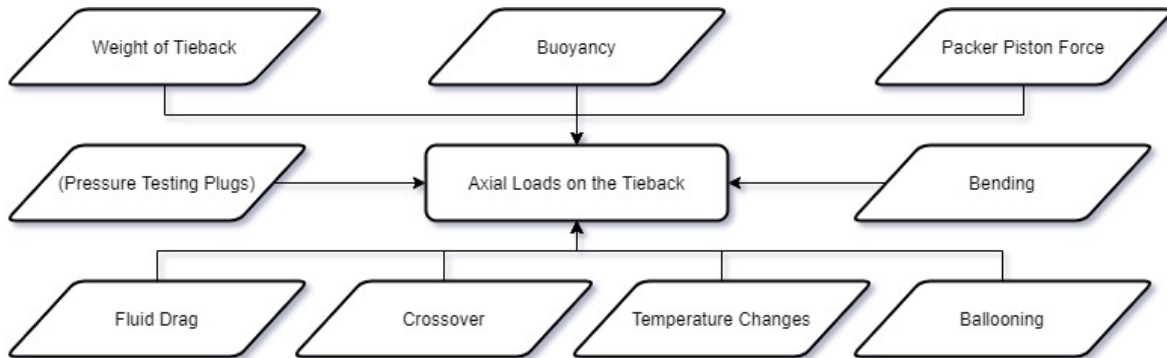 Weight of Tieback
Buoyancy
Packer Piston Force
(Pressure Testing Plugs)
Axial Loads on the Tieback
Bending
Fluid Drag
Crossover
Temperature Changes
Ballooning